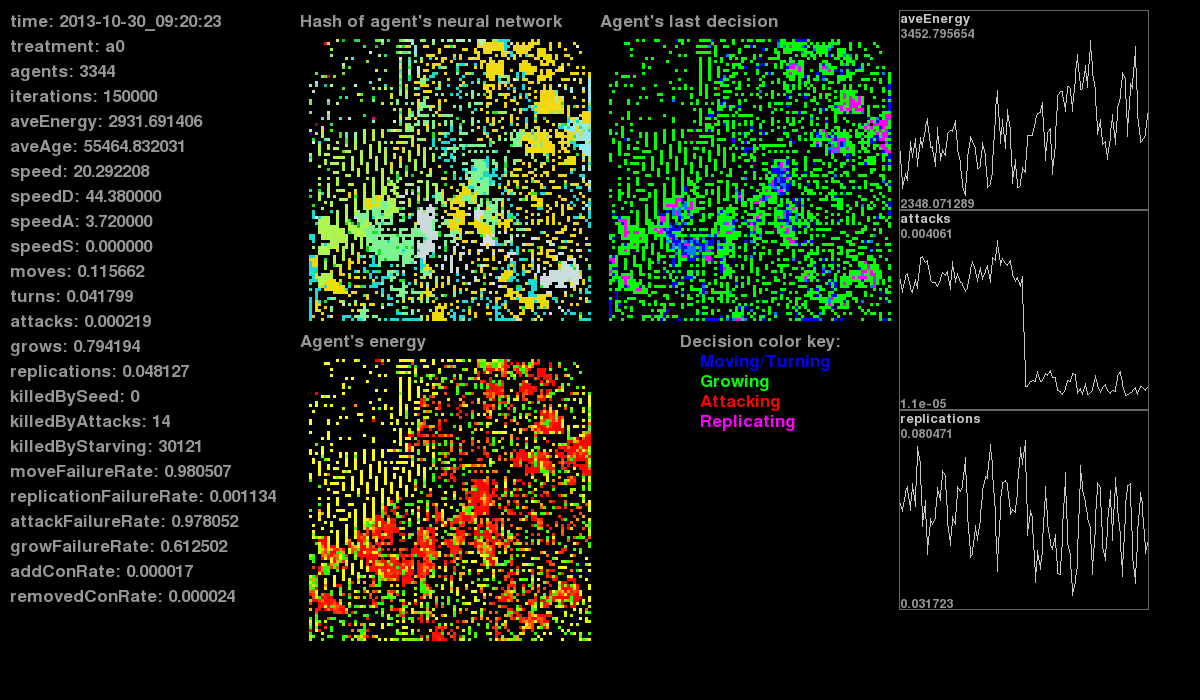 time: 2013-10-30_09:20:23
treatment: a0
agents: 3344
iterations: 150000
aveEnergy: 2931.691406
aveAge: 55464.832031
speed: 20.292208
speedD: 44.380000
speedA: 3.720000
speedS: 0.000000
moves: 0.115662
turns: 0.041799
attacks: 0.000219
grows: 0.794194
replications: 0.048127
killedBySeed: 0
killedByAttacks: 14
killedByStarving: 30121
moveFailureRate: 0.980507
replicationFailureRate: 0.001134
attackFailureRate: 0.978052
growFailureRate: 0.612502
addConRate: 0.000017
removedConRate: 0.000024
Hash of agent's neural network
Agent's last decision
Agent's energy
Decision color key:
Moving/Turning
Growing
Attacking
Replicating
aveEnergy
3452.795654
2348.071289
attacks
0.004061
1.1e-05
replications
0.080471
0.031723